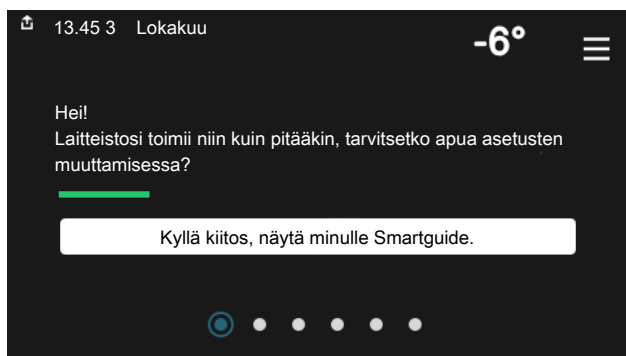 13.45 3 Lokakuu
-6°
Hei!
Laitteistosi toimii niin kuin pitääkin, tarvitsetko apua asetusten
muuttamisessa?
Kyllä kiitos, näytä minulle Smartguide.